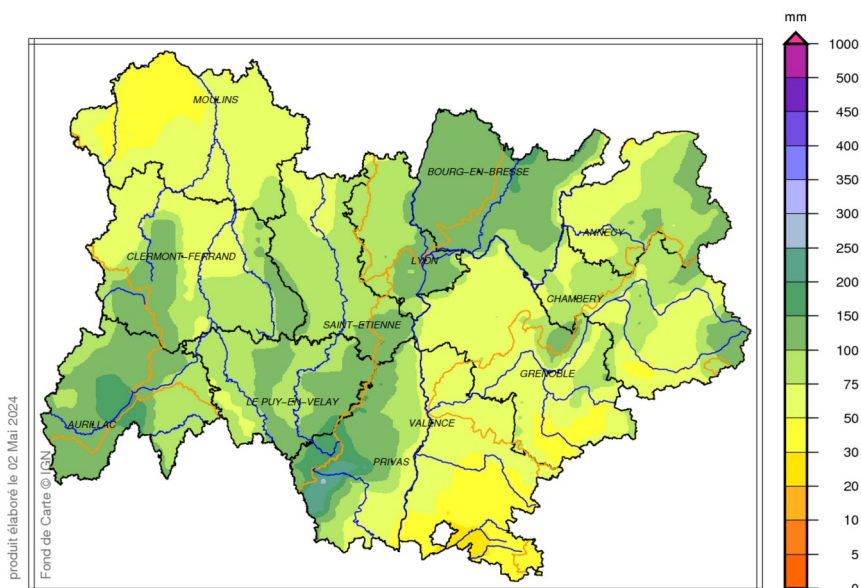 mm
1000
500
450
400
350
300
250
200
150
100
75
50
30
20
10
5
0
MOULINS
BOURG-EN-BRESSE
ANNECY
CLERMONT-FERRAND
LYON
CHAMBERY
SAINT-ETIENNE
GRENOBLE
LE PUY-EN-VELAY
AURILLAC
VALENCE
PRIVAS
produit élaboré le 02 Mai 2024
Fond de Carte © IGN